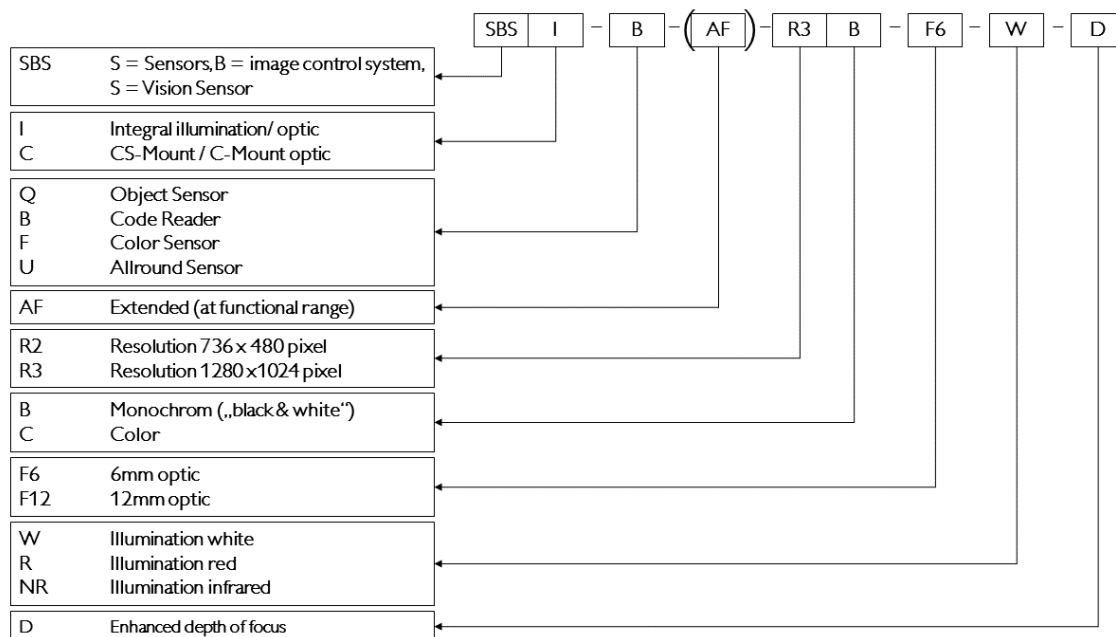 SBS I - B - (AF) - R3 B - F6 - W - D
SBS S = Sensors, B = image control system,
S = Vision Sensor
I Integral illumination/ optic
C CS-Mount / C-Mount optic
Q Object Sensor
B Code Reader
F Color Sensor
U Allround Sensor
AF Extended (at functional range)
R2 Resolution 736 x 480 pixel
R3 Resolution 1280 x1024 pixel
B Monochrom („black & white“)
C Color
F6 6mm optic
F12 12mm optic
W Illumination white
R Illumination red
NR Illumination infrared
D Enhanced depth of focus